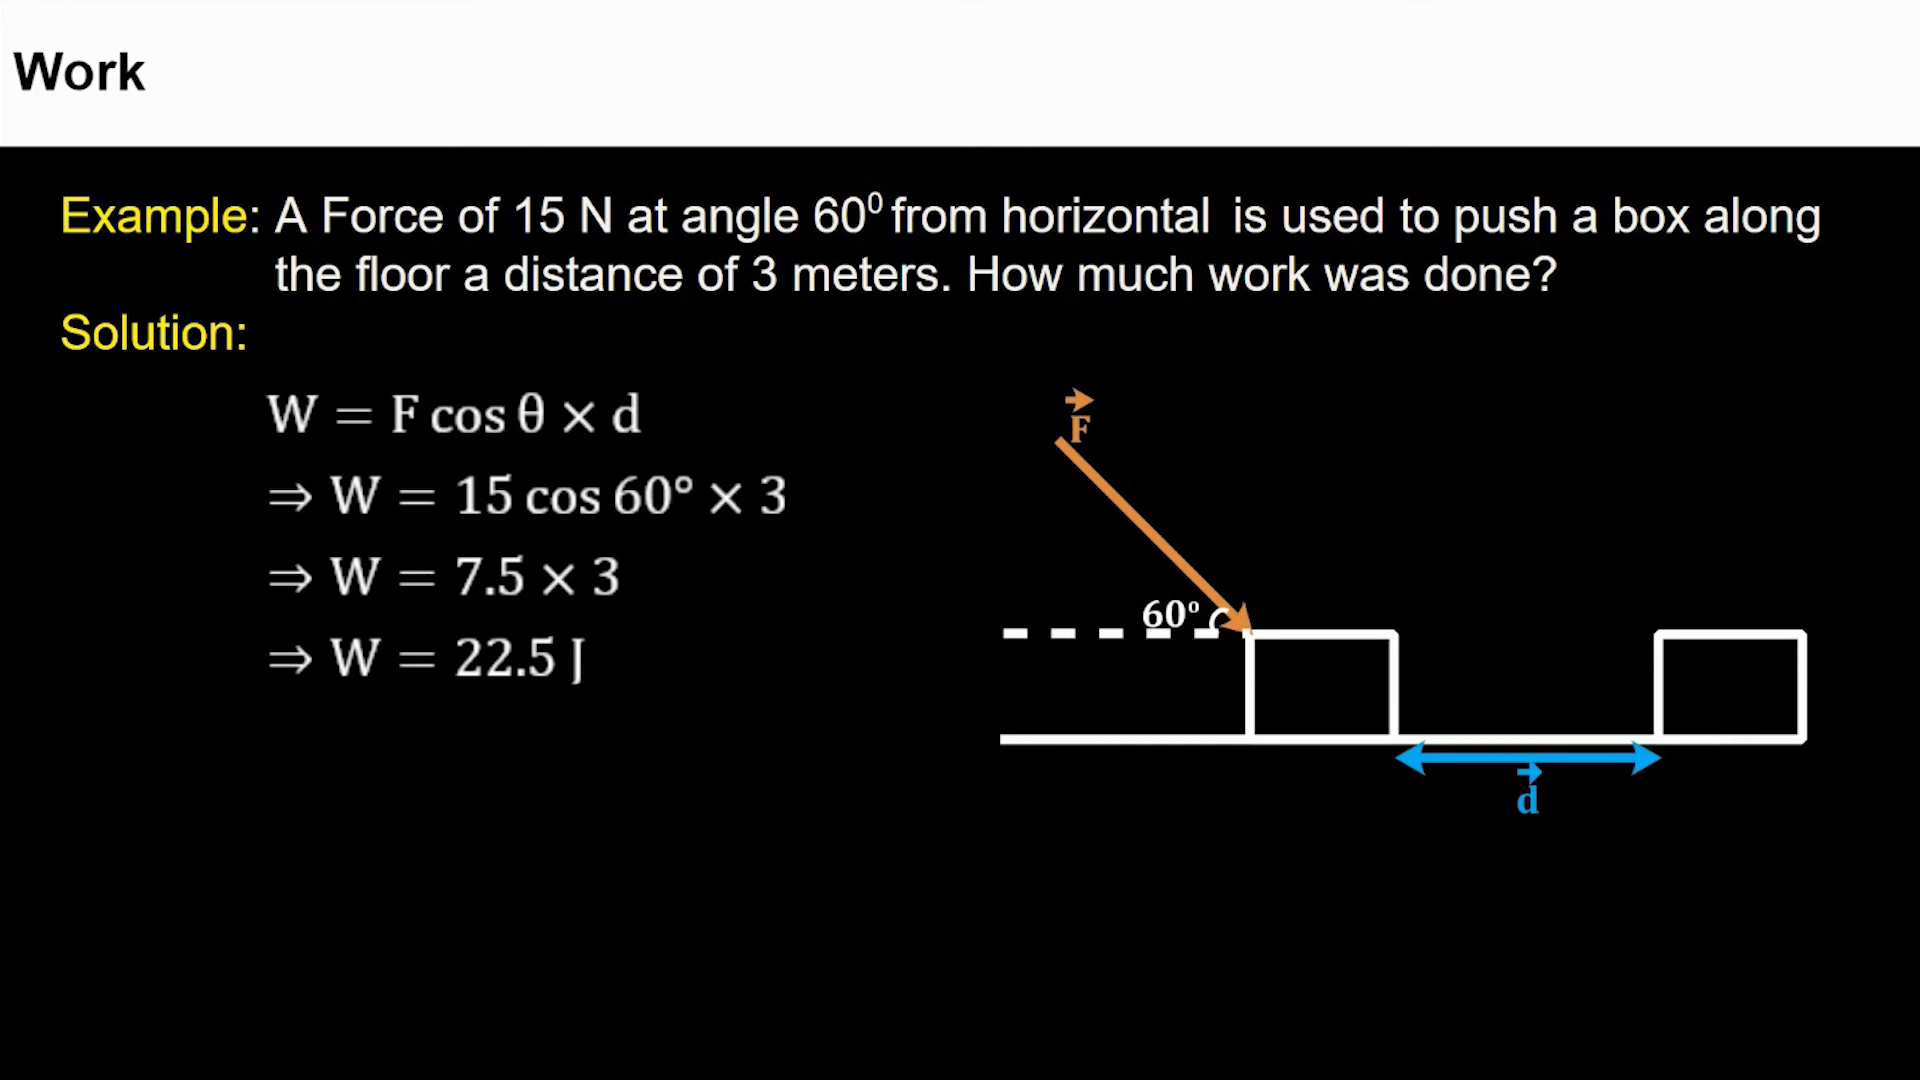 Work
Example: A Force of 15 N at angle 60⁰ from horizontal is used to push a box along
the floor a distance of 3 meters. How much work was done?
Solution:
W = F cos θ × d
⇒ W = 15 cos 60° × 3
⇒ W = 7.5 × 3
⇒ W = 22.5 J
F⃗
60º
d⃗